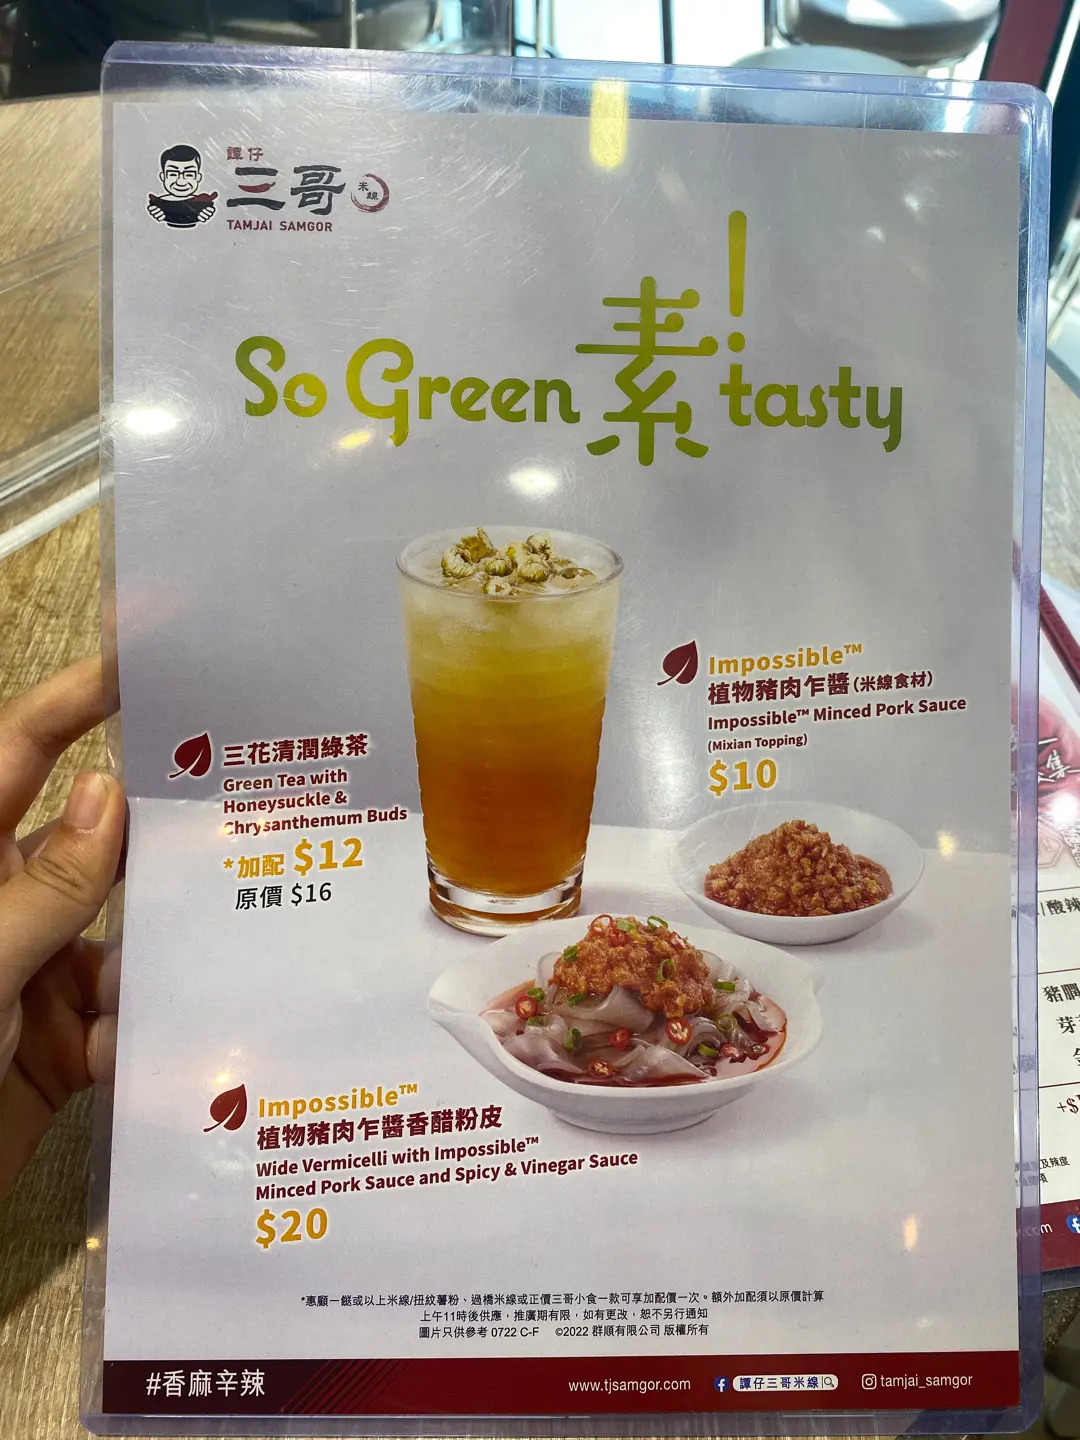 譚仔
三哥 米線
TAMJAI SAMGOR
So Green 素! tasty
Impossible™
植物豬肉乍醬(米線食材)
Impossible™ Minced Pork Sauce
(Mixian Topping)
$10
三花清潤綠茶
Green Tea with
Honeysuckle &
Chrysanthemum Buds
*加配 $12
原價 $16
Impossible™
植物豬肉乍醬香醋粉皮
Wide Vermicelli with Impossible™
Minced Pork Sauce and Spicy & Vinegar Sauce
$20
*惠顧一餸或以上米線/扭紋薯粉、過橋米線或正價三哥小食一款可享加配價一次。額外加配須以原價計算
上午11時後供應，推廣期有限，如有更改，恕不另行通知
圖片只供參考 0722 C-F ©2022 群順有限公司 版權所有
#香麻辛辣
www.tjsamgor.com
譚仔三哥米線
tamjai_samgor
酸辣
豬膶
及辣度